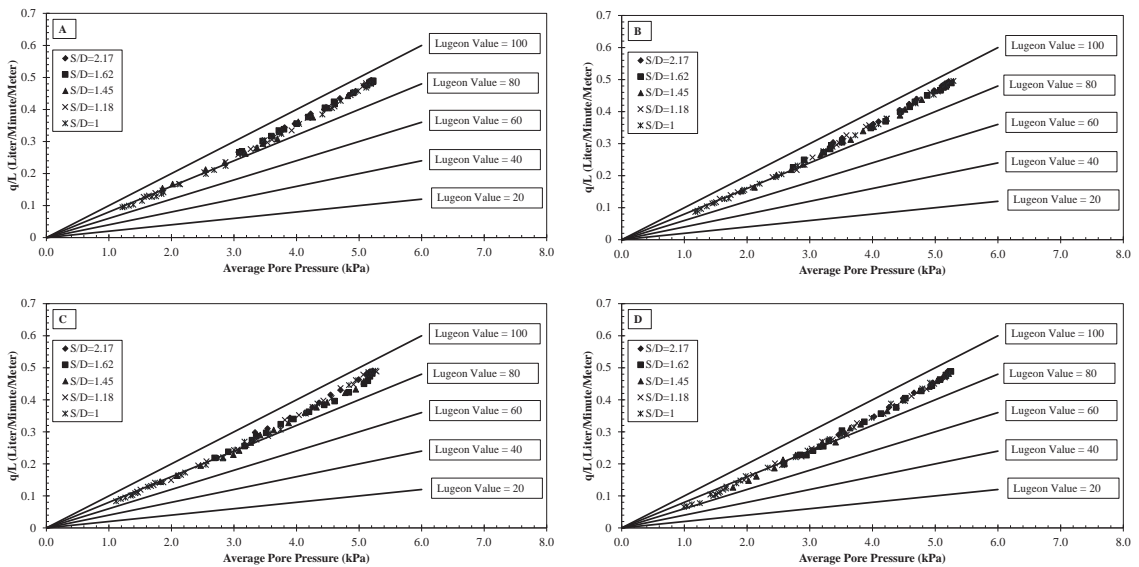 A
S/D=2.17
S/D=1.62
S/D=1.45
S/D=1.18
S/D=1
q/L (Liter/Minute/Meter)
0.7
0.6
0.5
0.4
0.3
0.2
0.1
0
Lugeon Value = 100
Lugeon Value = 80
Lugeon Value = 60
Lugeon Value = 40
Lugeon Value = 20
0.0 1.0 2.0 3.0 4.0 5.0 6.0 7.0 8.0
Average Pore Pressure (kPa)
B
S/D=2.17
S/D=1.62
S/D=1.45
S/D=1.18
S/D=1
q/L (Liter/Minute/Meter)
0.7
0.6
0.5
0.4
0.3
0.2
0.1
0
Lugeon Value = 100
Lugeon Value = 80
Lugeon Value = 60
Lugeon Value = 40
Lugeon Value = 20
0.0 1.0 2.0 3.0 4.0 5.0 6.0 7.0 8.0
Average Pore Pressure (kPa)
C
S/D=2.17
S/D=1.62
S/D=1.45
S/D=1.18
S/D=1
q/L (Liter/Minute/Meter)
0.7
0.6
0.5
0.4
0.3
0.2
0.1
0
Lugeon Value = 100
Lugeon Value = 80
Lugeon Value = 60
Lugeon Value = 40
Lugeon Value = 20
0.0 1.0 2.0 3.0 4.0 5.0 6.0 7.0 8.0
Average Pore Pressure (kPa)
D
S/D=2.17
S/D=1.62
S/D=1.45
S/D=1.18
S/D=1
q/L (Liter/Minute/Meter)
0.7
0.6
0.5
0.4
0.3
0.2
0.1
0
Lugeon Value = 100
Lugeon Value = 80
Lugeon Value = 60
Lugeon Value = 40
Lugeon Value = 20
0.0 1.0 2.0 3.0 4.0 5.0 6.0 7.0 8.0
Average Pore Pressure (kPa)